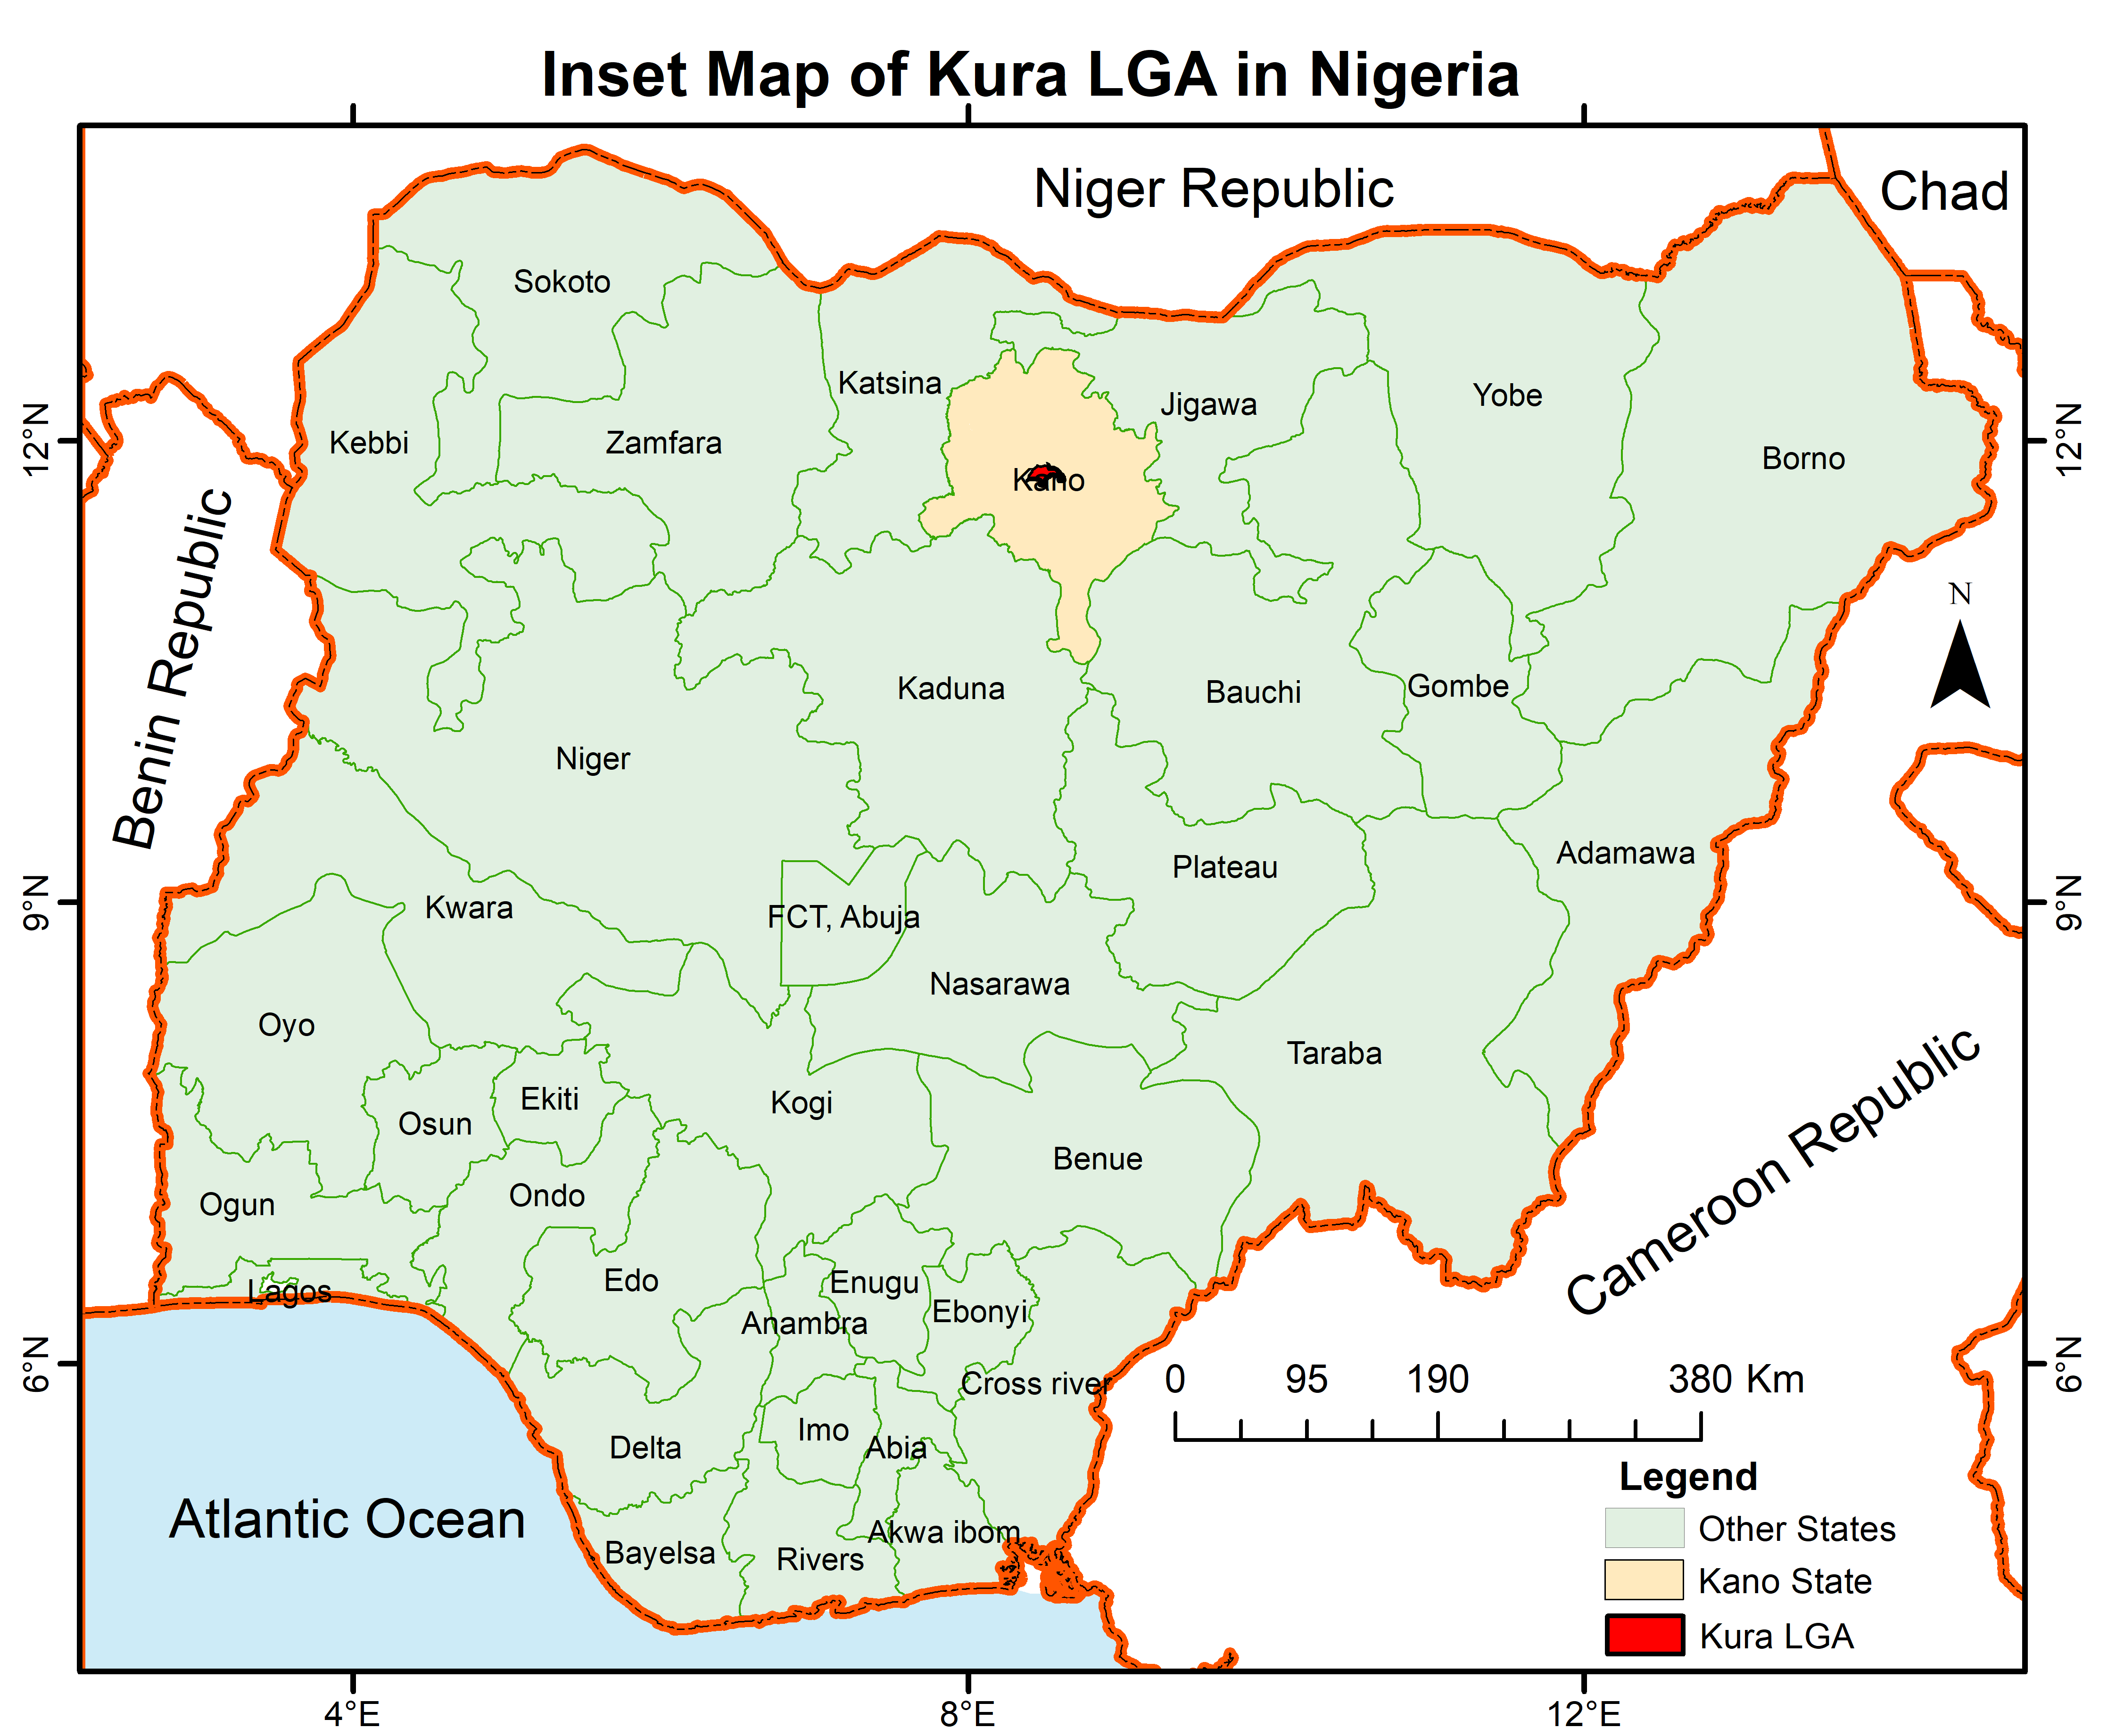 Inset Map of Kura LGA in Nigeria
Niger Republic
Chad
Sokoto
Katsina
Jigawa
Yobe
12°N
Kebbi
Zamfara
Kano
Borno
12°N
Benin Republic
N
Kaduna
Bauchi
Gombe
Niger
Adamawa
Plateau
9°N
Kwara
FCT, Abuja
9°N
Nasarawa
Oyo
Taraba
Cameroon Republic
Ekiti
Kogi
Osun
Benue
Ogun
Ondo
Lagos
Edo
Enugu
Ebonyi
Anambra
6°N
Cross river
0 95 190 380 Km
6°N
Imo
Delta
Abia
Legend
Atlantic Ocean
Akwa ibom
Other States
Bayelsa
Rivers
Kano State
Kura LGA
4°E 8°E 12°E